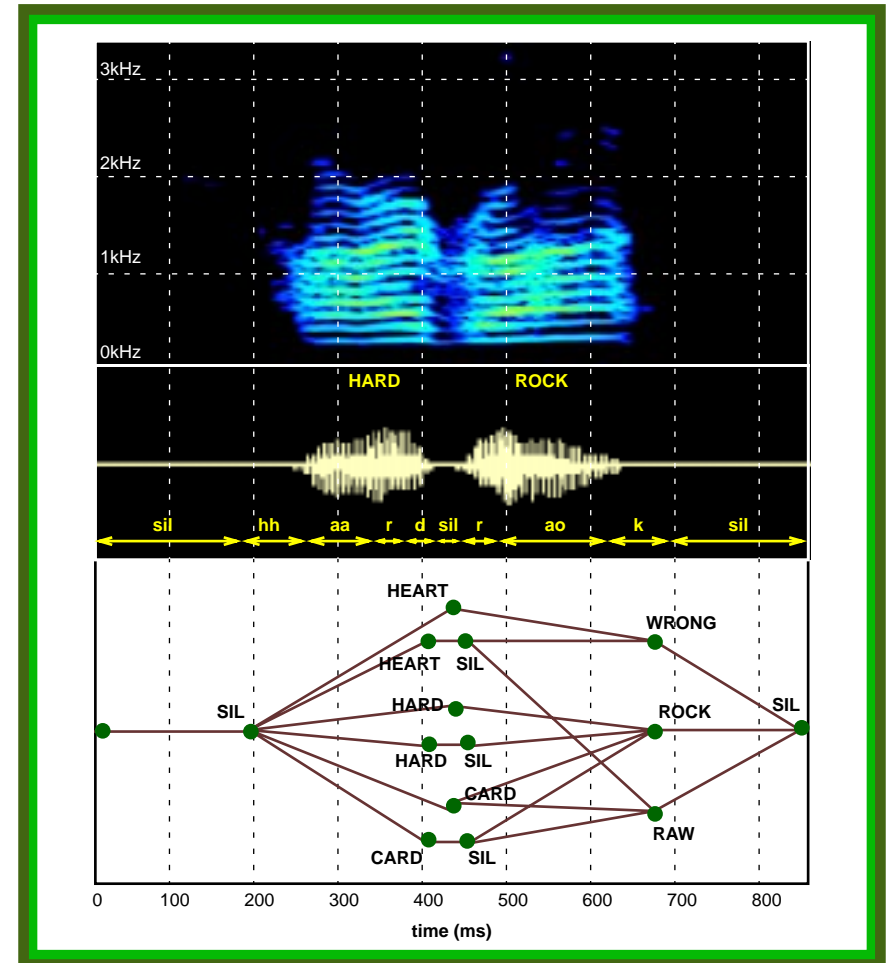 3kHz
2kHz
1kHz
0kHz
HARD ROCK
sil hh aa r d sil r ao k sil
HEART
WRONG
HEART SIL
HARD
SIL ROCK SIL
HARD SIL
CARD
RAW
CARD SIL
0 100 200 300 400 500 600 700 800
time (ms)